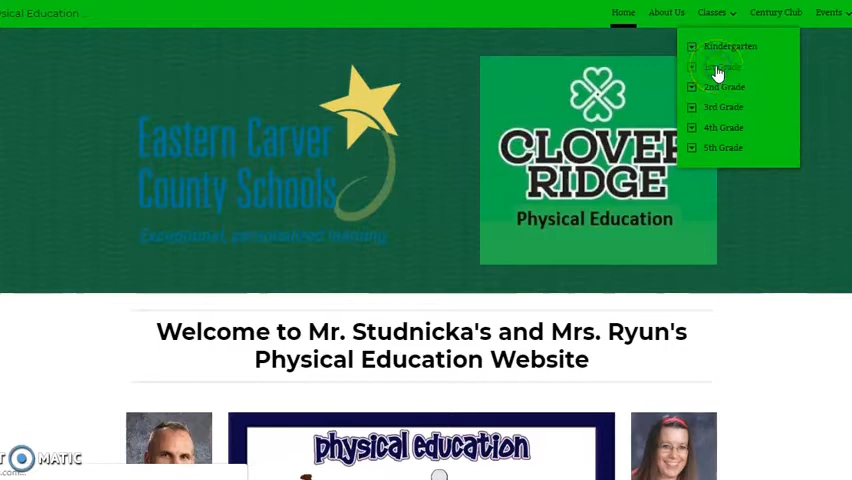 ysical Education ...
Home About Us Classes Century Club Events
Kindergarten
1st Grade
2nd Grade
3rd Grade
4th Grade
5th Grade
Eastern Carver
County Schools
Exceptional, personalized learning
CLOVER
RIDGE
Physical Education
Welcome to Mr. Studnicka's and Mrs. Ryun's
Physical Education Website
physical education
T MATIC
.com...